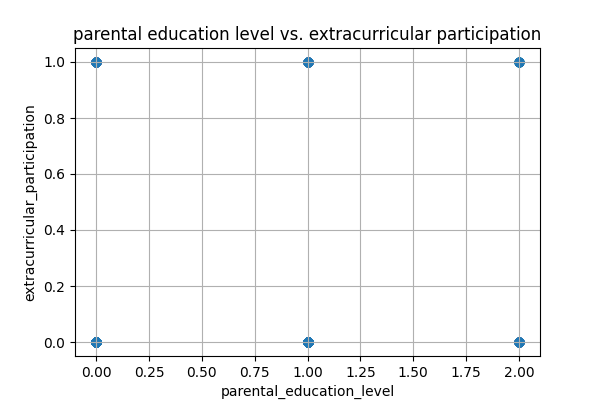 parental education level vs. extracurricular participation
1.0
0.8
0.6
0.4
0.2
0.0
extracurricular_participation
0.00 0.25 0.50 0.75 1.00 1.25 1.50 1.75 2.00
parental_education_level